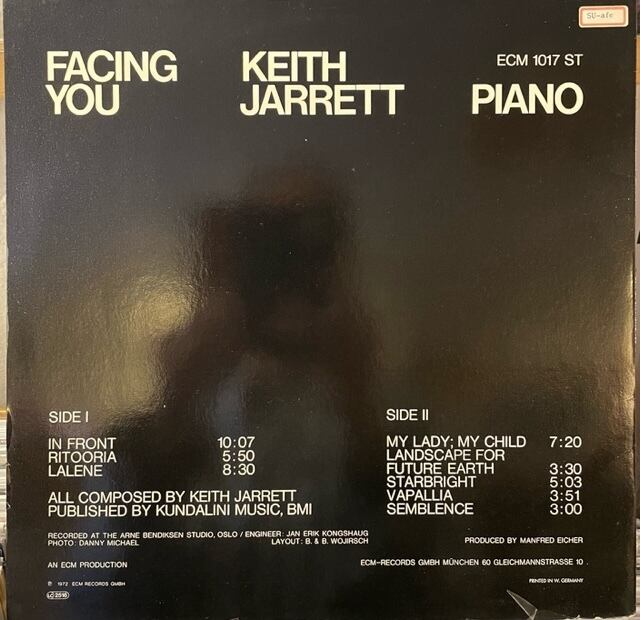 SU-afe
FACING KEITH ECM 1017 ST
YOU JARRETT PIANO
SIDE I
IN FRONT 10:07
RITOORIA 5:50
LALENE 8:30
ALL COMPOSED BY KEITH JARRETT
PUBLISHED BY KUNDALINI MUSIC, BMI
SIDE II
MY LADY; MY CHILD 7:20
LANDSCAPE FOR
FUTURE EARTH 3:30
STARBRIGHT 5:03
VAPALLIA 3:51
SEMBLENCE 3:00
RECORDED AT THE ARNE BENDIKSEN STUDIO, OSLO / ENGINEER: JAN ERIK KONGSHAUG
PHOTO: DANNY MICHAEL LAYOUT: B. & B. WOJIRSCH
PRODUCED BY MANFRED EICHER
AN ECM PRODUCTION
ECM-RECORDS GMBH MÜNCHEN 60 GLEICHMANNSTRASSE 10 .
℗ 1972 ECM RECORDS GMBH
PRINTED IN W. GERMANY
LC 2516